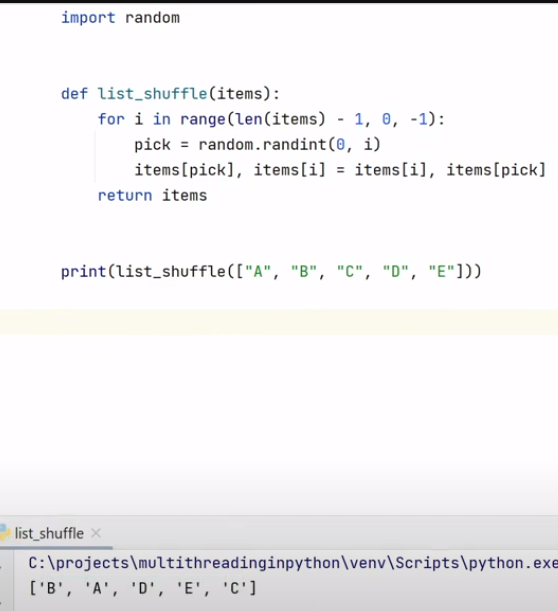 import random
def list_shuffle(items):
for i in range(len(items) - 1, 0, -1):
pick = random.randint(0, i)
items[pick], items[i] = items[i], items[pick]
return items
print(list_shuffle(["A", "B", "C", "D", "E"]))
list_shuffle
C:\projects\multithreadinginpython\venv\Scripts\python.exe
['B', 'A', 'D', 'E', 'C']